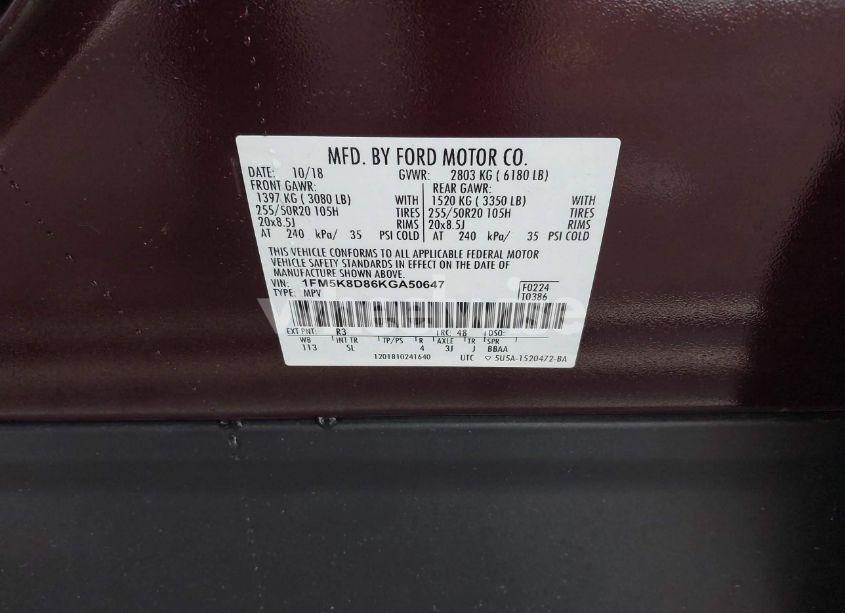 MFD. BY FORD MOTOR CO.
DATE: 10/18 GVWR: 2803 KG ( 6180 LB)
FRONT GAWR: REAR GAWR:
1397 KG ( 3080 LB) WITH 1520 KG ( 3350 LB) WITH
255/50R20 105H TIRES 255/50R20 105H TIRES
20x8.5J RIMS 20x8.5J RIMS
AT 240 kPa/ 35 PSI COLD AT 240 kPa/ 35 PSI COLD
THIS VEHICLE CONFORMS TO ALL APPLICABLE FEDERAL MOTOR
VEHICLE SAFETY STANDARDS IN EFFECT ON THE DATE OF
MANUFACTURE SHOWN ABOVE.
VIN: 1FM5K8D86KGA50647 F0224
TYPE: MPV T0386
EXT PNT: R3 RC: 48 DSO:
WB INT TR TP/PS R AXLE TR SPR
113 SL 4 3J J BBAA
1201810241640 UTC 5U5A-1520472-BA